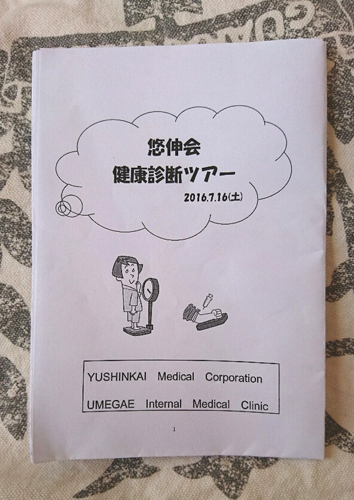 悠伸会
健康診断ツアー
2016.7.16(土)
YUSHINKAI Medical Corporation
UMEGAE Internal Medical Clinic
1